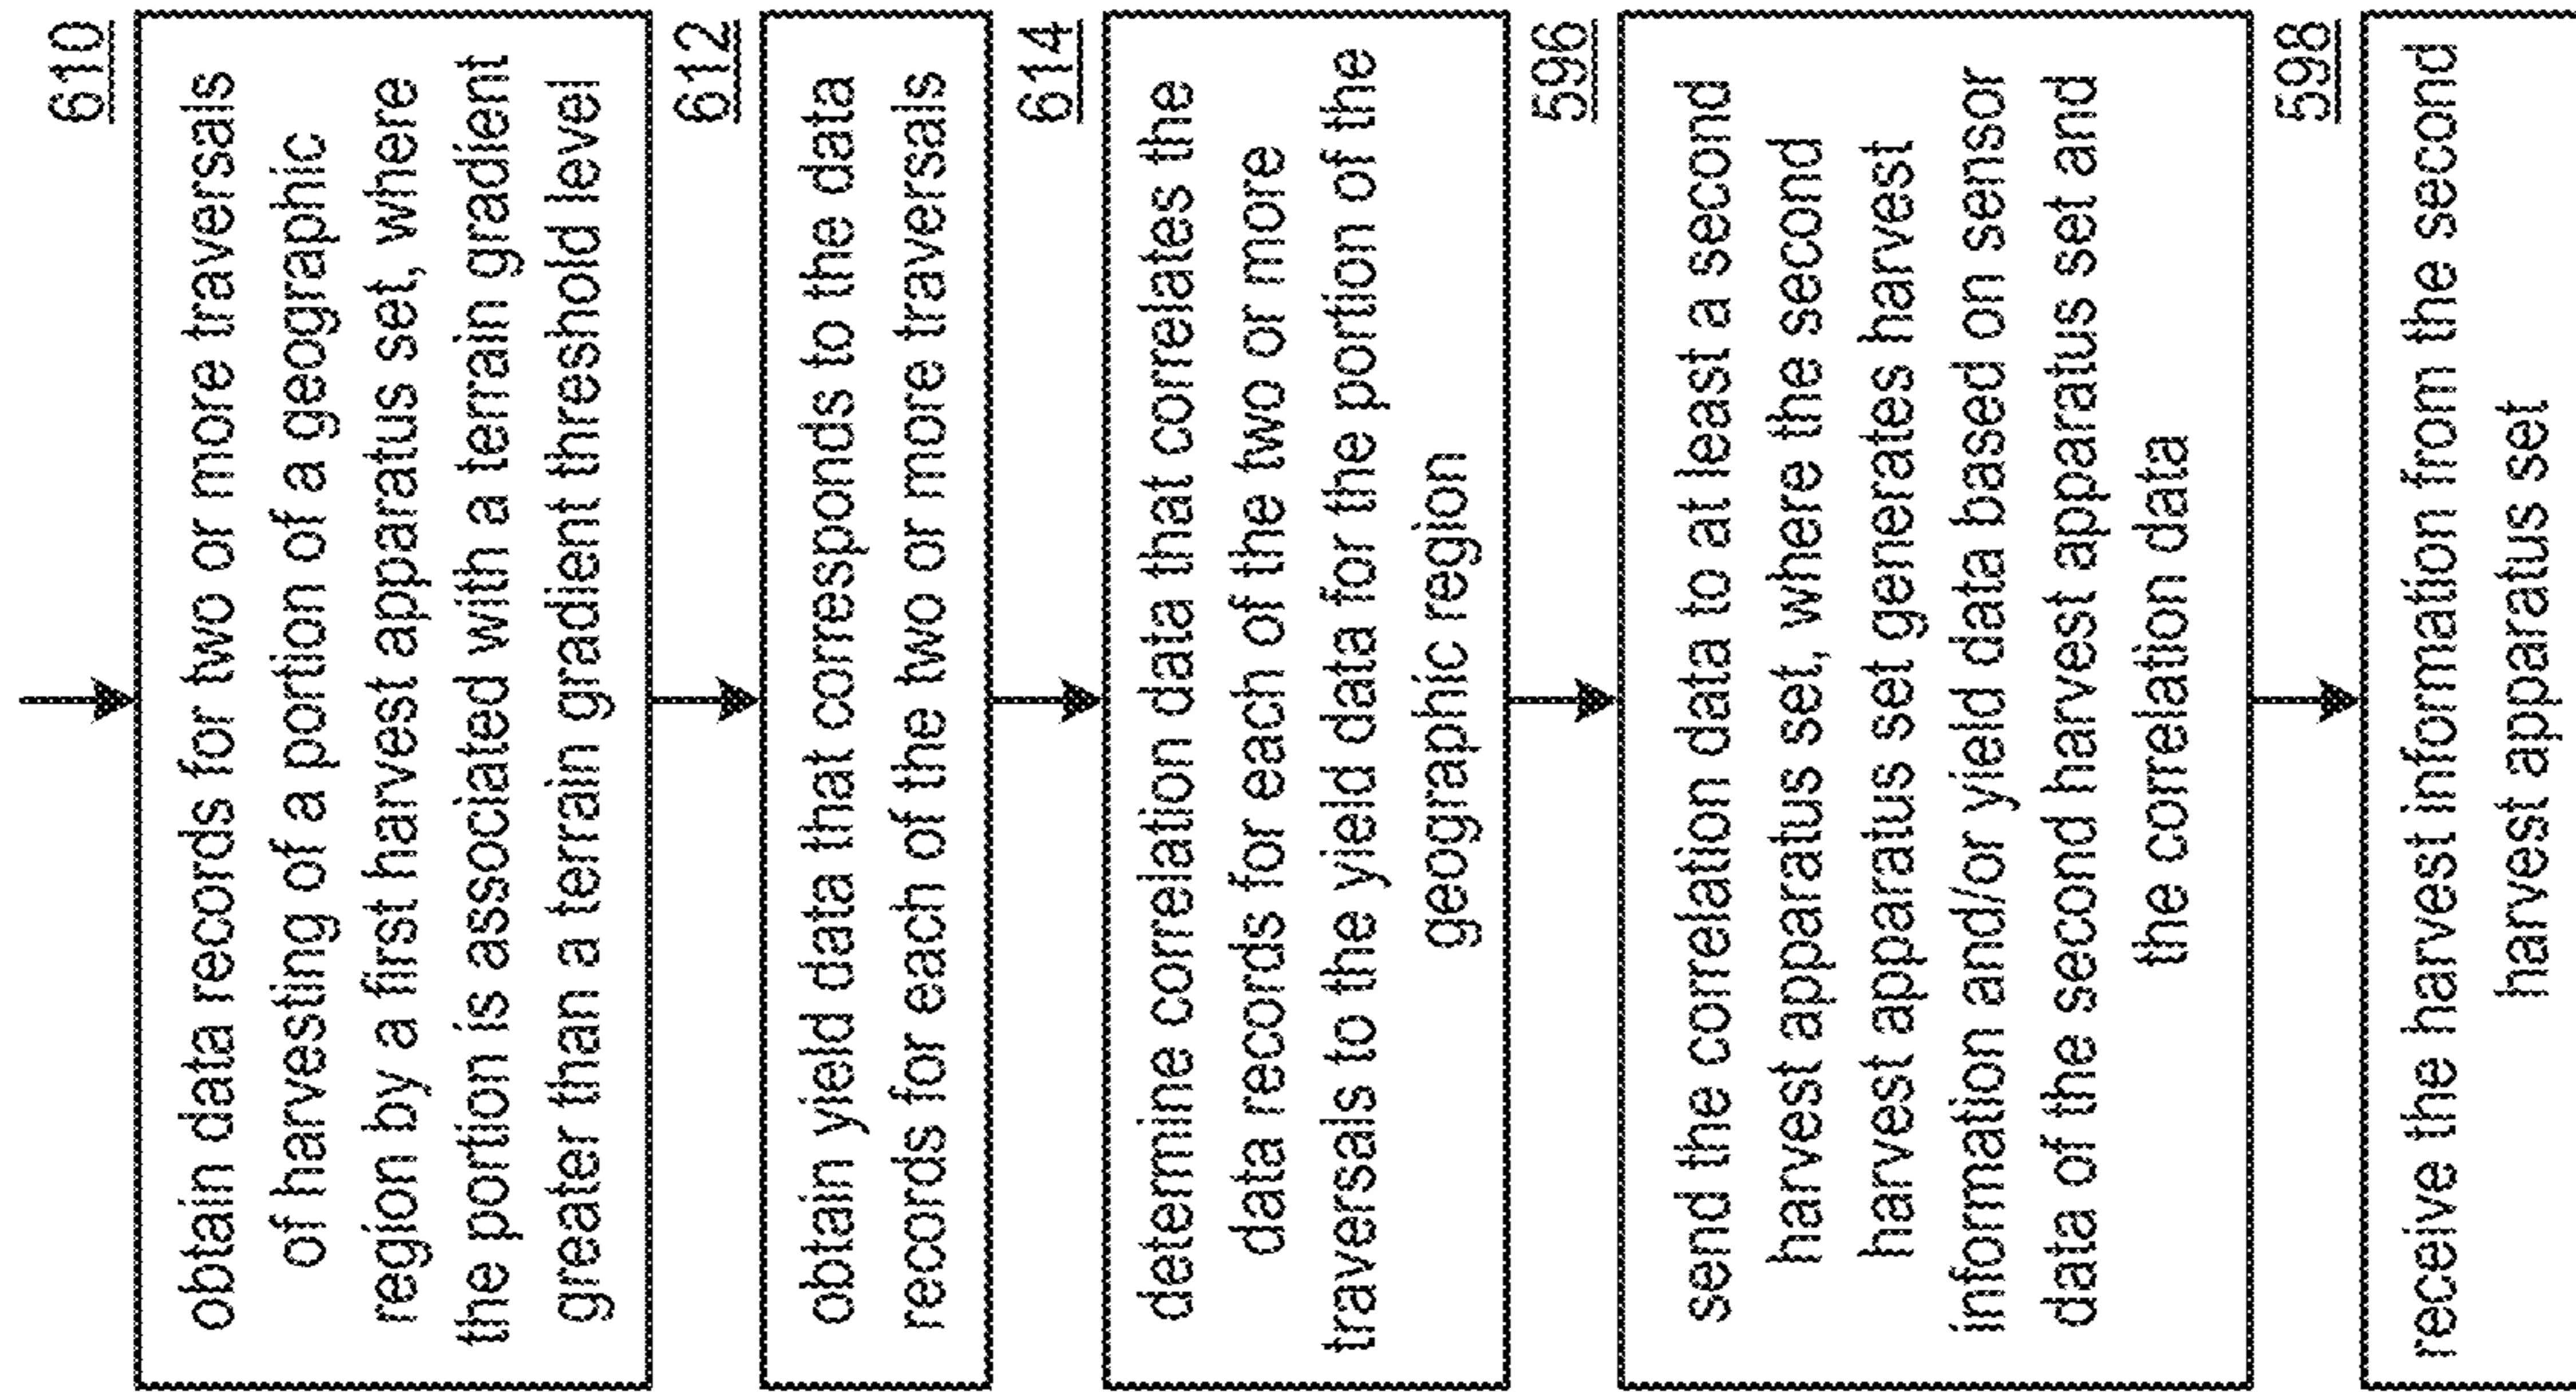 610
obtain data records for two or more traversals
of harvesting of a portion of a geographic
region by a first harvest apparatus set, where
the portion is associated with a terrain gradient
greater than a terrain gradient threshold level
612
obtain yield data that corresponds to the data
records for each of the two or more traversals
614
determine correlation data that correlates the
data records for each of the two or more
traversals to the yield data for the portion of the
geographic region
596
send the correlation data to at least a second
harvest apparatus set, where the second
harvest apparatus set generates harvest
information and/or yield data based on sensor
data of the second harvest apparatus set and
the correlation data
598
receive the harvest information from the second
harvest apparatus set